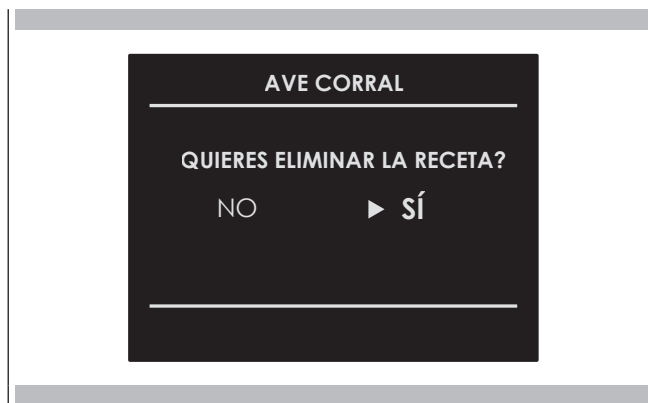 AVE CORRAL
QUIERES ELIMINAR LA RECETA?
NO ▶ SÍ